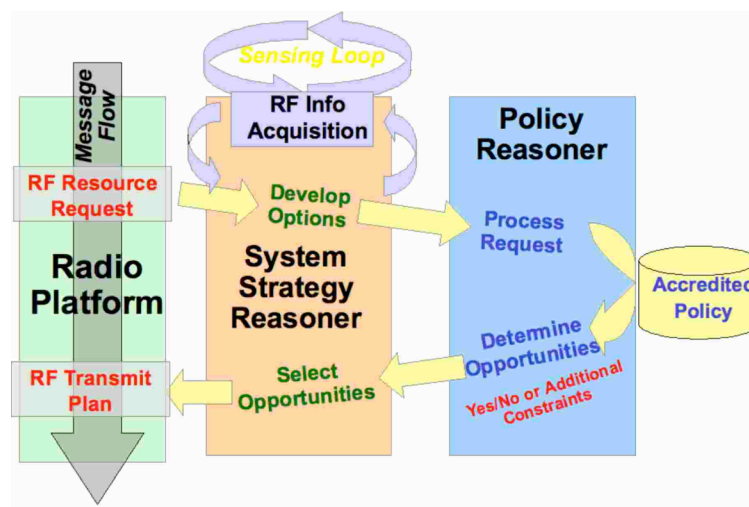 Sensing Loop
Message
Flow
RF Info
Acquisition
Policy
Reasoner
RF Resource
Request
Develop
Options
Process
Request
Radio
Platform
System
Strategy
Reasoner
Accredited
Policy
Determine
Opportunities
RF Transmit
Plan
Select
Opportunities
Yes/No or Additional
Constraints